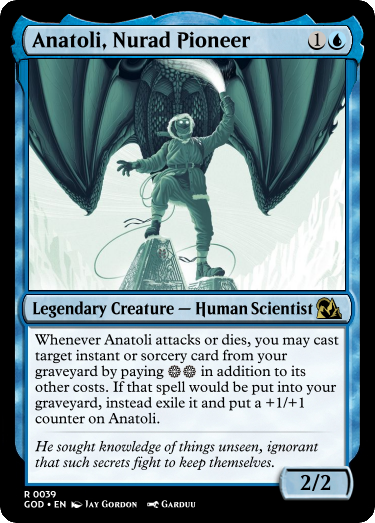 Anatoli, Nurad Pioneer 1
Legendary Creature — Human Scientist
Whenever Anatoli attacks or dies, you may cast
target instant or sorcery card from your
graveyard by paying in addition to its
other costs. If that spell would be put into your
graveyard, instead exile it and put a +1/+1
counter on Anatoli.
He sought knowledge of things unseen, ignorant
that such secrets fight to keep themselves.
2/2
R 0039
GOD • EN Jay Gordon Garduu